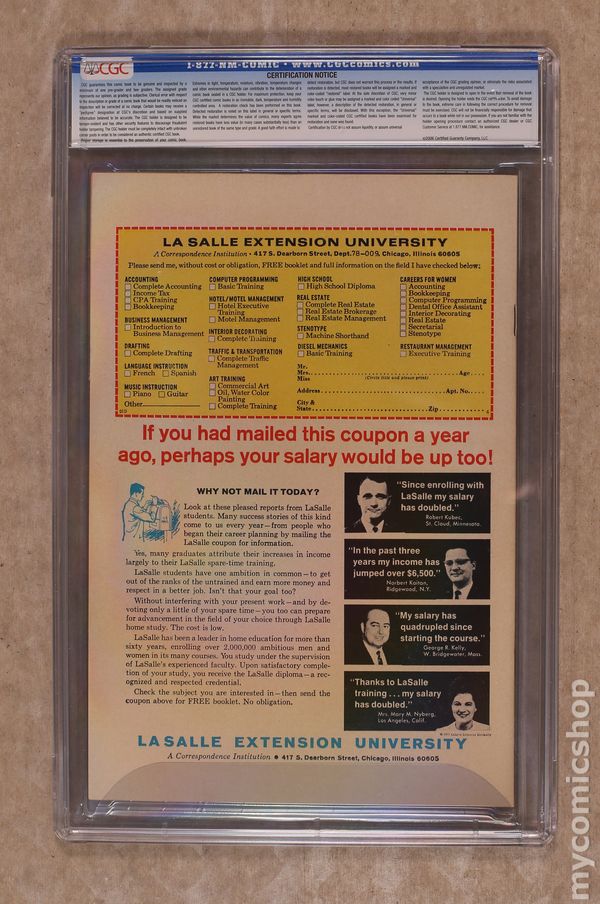 CGC
1-877-NM-COMIC • www.CGCcomics.com
CERTIFICATION NOTICE
©2006 Certified Guaranty Company, LLC
LA SALLE EXTENSION UNIVERSITY
A Correspondence Institution • 417 S. Dearborn Street, Dept. 78-009, Chicago, Illinois 60605
Please send me, without cost or obligation, FREE booklet and full information on the field I have checked below:
ACCOUNTING
Complete Accounting
Income Tax
CPA Training
Bookkeeping
BUSINESS MANAGEMENT
Introduction to
Business Management
DRAFTING
Complete Drafting
LANGUAGE INSTRUCTION
French Spanish
MUSIC INSTRUCTION
Piano Guitar
Other
COMPUTER PROGRAMMING
Basic Training
HOTEL/MOTEL MANAGEMENT
Hotel Executive
Training
Motel Management
INTERIOR DECORATING
Complete Training
TRAFFIC & TRANSPORTATION
Complete Traffic
Management
ART TRAINING
Commercial Art
Oil, Water Color
Painting
Complete Training
HIGH SCHOOL
High School Diploma
REAL ESTATE
Complete Real Estate
Real Estate Brokerage
Real Estate Management
STENOTYPE
Machine Shorthand
DIESEL MECHANICS
Basic Training
CAREERS FOR WOMEN
Accounting
Bookkeeping
Computer Programming
Dental Office Assistant
Interior Decorating
Real Estate
Secretarial
Stenotype
RESTAURANT MANAGEMENT
Executive Training
Mr.
Mrs. Age
Miss (Circle title and please print)
Address Apt. No.
City &
State Zip
If you had mailed this coupon a year
ago, perhaps your salary would be up too!
WHY NOT MAIL IT TODAY?
Look at these pleased reports from LaSalle
students. Many success stories of this kind
come to us every year—from people who
began their career planning by mailing the
LaSalle coupon for information.
Yes, many graduates attribute their increases in income
largely to their LaSalle spare-time training.
LaSalle students have one ambition in common—to get
out of the ranks of the untrained and earn more money and
respect in a better job. Isn't that your goal too?
Without interfering with your present work—and by de-
voting only a little of your spare time—you too can prepare
for advancement in the field of your choice through LaSalle
home study. The cost is low.
LaSalle has been a leader in home education for more than
sixty years, enrolling over 2,000,000 ambitious men and
women in its many courses. You study under the supervision
of LaSalle's experienced faculty. Upon satisfactory comple-
tion of your study, you receive the LaSalle diploma—a rec-
ognized and respected credential.
Check the subject you are interested in—then send the
coupon above for FREE booklet. No obligation.
"Since enrolling with
LaSalle my salary
has doubled."
Robert Kubec,
St. Cloud, Minnesota.
"In the past three
years my income has
jumped over $6,500."
Norbert Kaitan,
Ridgewood, N.Y.
"My salary has
quadrupled since
starting the course."
George R. Kelly,
W. Bridgewater, Mass.
"Thanks to LaSalle
training . . . my salary
has doubled."
Mrs. Mary M. Nyberg,
Los Angeles, Calif.
LA SALLE EXTENSION UNIVERSITY
A Correspondence Institution • 417 S. Dearborn Street, Chicago, Illinois 60605
mycomicshop